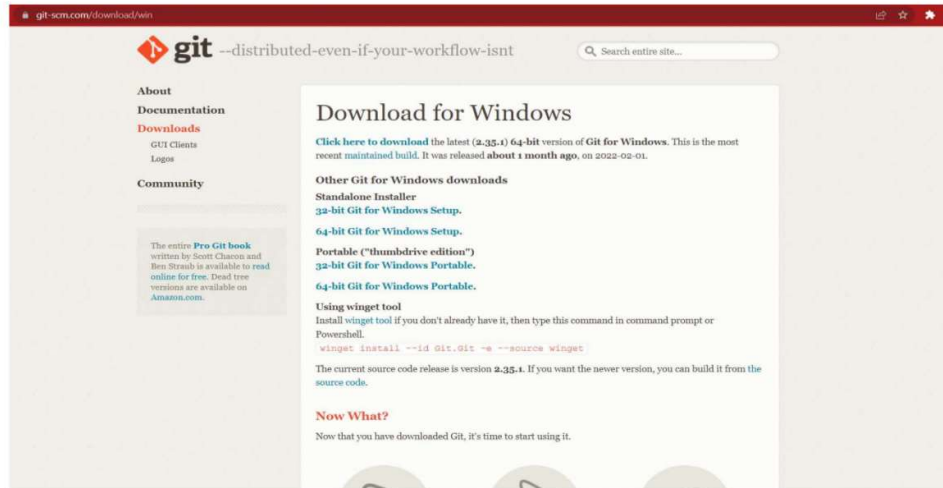 git-scm.com/download/win
git --distributed-even-if-your-workflow-isnt
Search entire site...
About
Documentation
Downloads
GUI Clients
Logos
Community
The entire Pro Git book
written by Scott Chacon and
Ben Straub is available to read
online for free. Dead tree
versions are available on
Amazon.com.
Download for Windows
Click here to download the latest (2.35.1) 64-bit version of Git for Windows. This is the most
recent maintained build. It was released about 1 month ago, on 2022-02-01.
Other Git for Windows downloads
Standalone Installer
32-bit Git for Windows Setup.
64-bit Git for Windows Setup.
Portable ("thumbdrive edition")
32-bit Git for Windows Portable.
64-bit Git for Windows Portable.
Using winget tool
Install winget tool if you don't already have it, then type this command in command prompt or
Powershell.
winget install --id Git.Git -e --source winget
The current source code release is version 2.35.1. If you want the newer version, you can build it from the
source code.
Now What?
Now that you have downloaded Git, it's time to start using it.